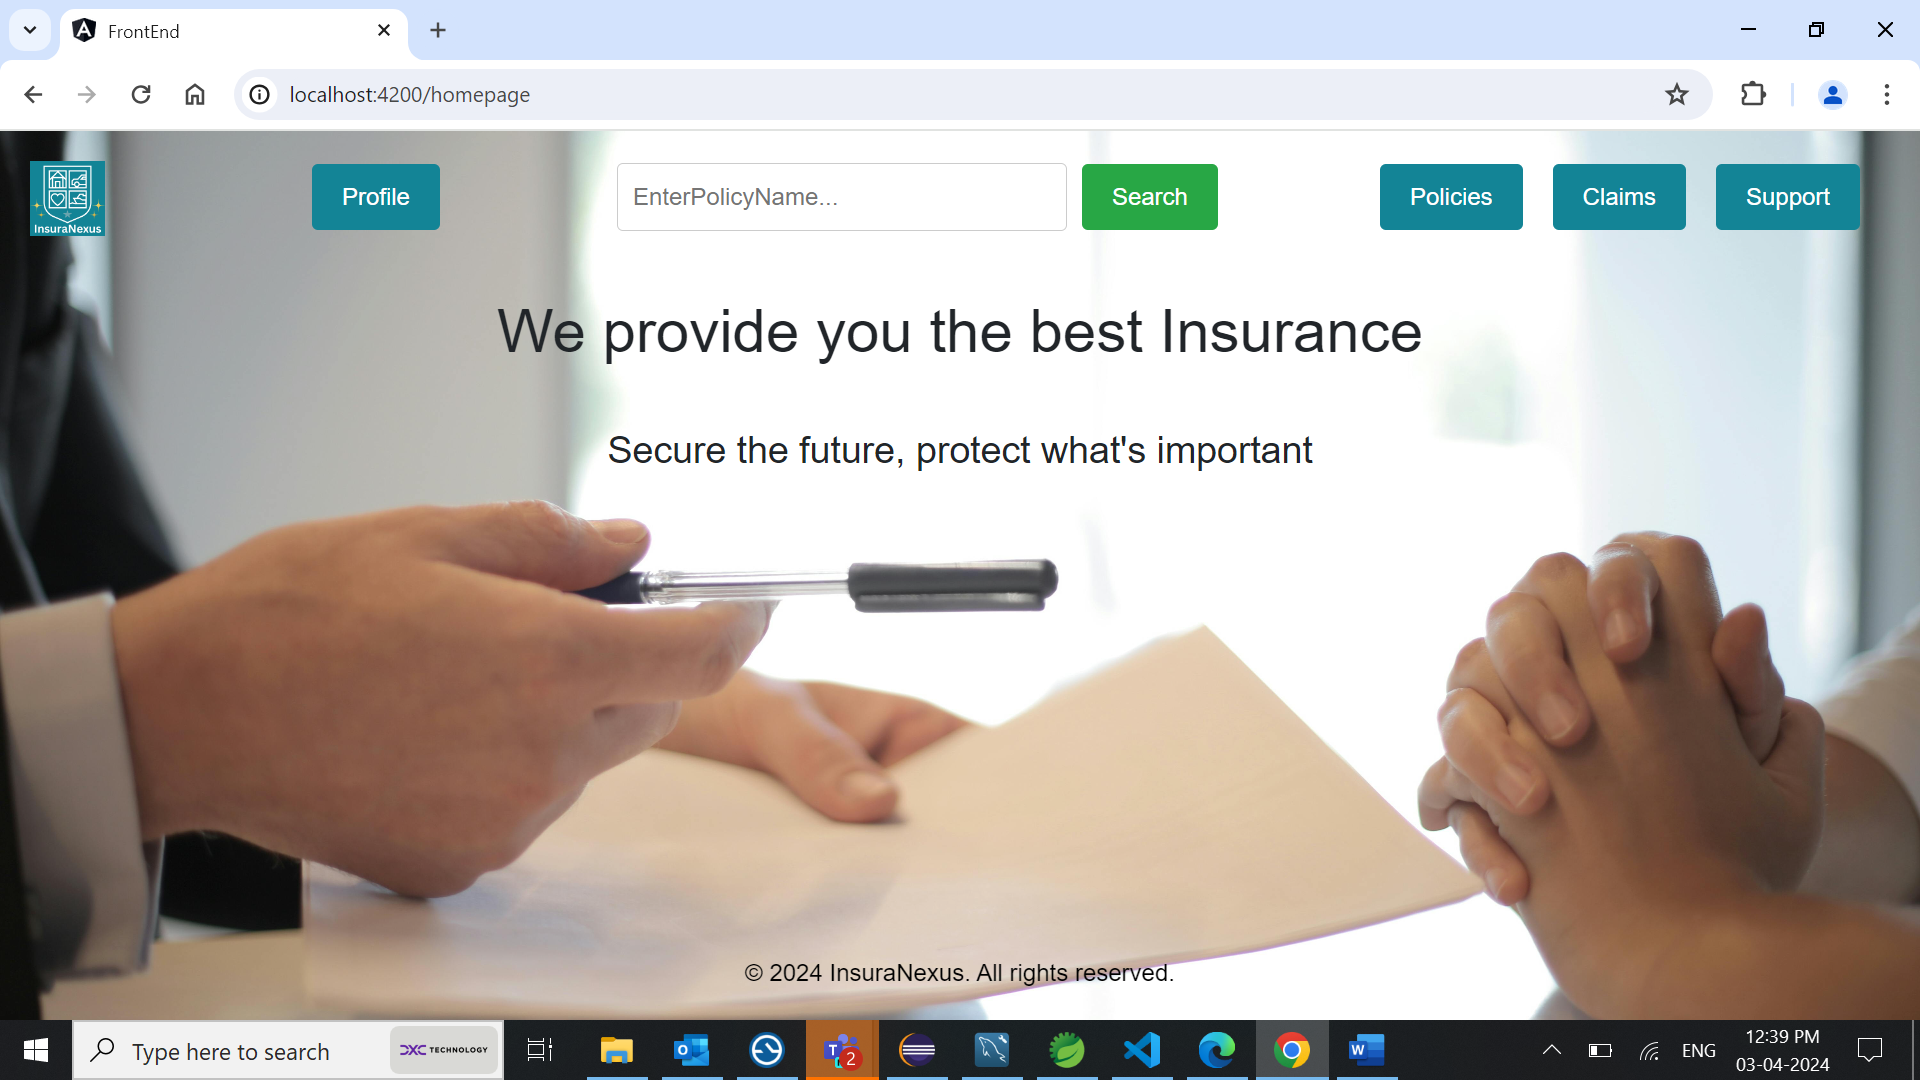 FrontEnd
localhost:4200/homepage
InsuraNexus
Profile
EnterPolicyName...
Search
Policies
Claims
Support
We provide you the best Insurance
Secure the future, protect what's important
© 2024 InsuraNexus. All rights reserved.
Type here to search
DXC TECHNOLOGY
2
ENG
12:39 PM
03-04-2024